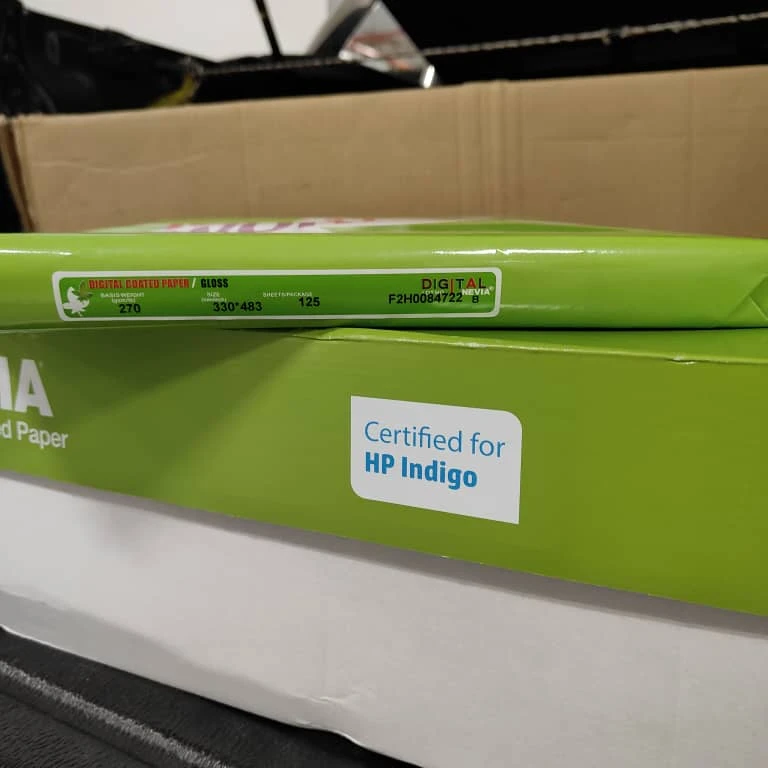 DIGITAL COATED PAPER / GLOSS
BASIS WEIGHT
270
SIZE
330*483
SHEETS/PACKAGE
125
DIGITAL
NEVIA®
F2H0084722 B
IA
d Paper
Certified for
HP Indigo